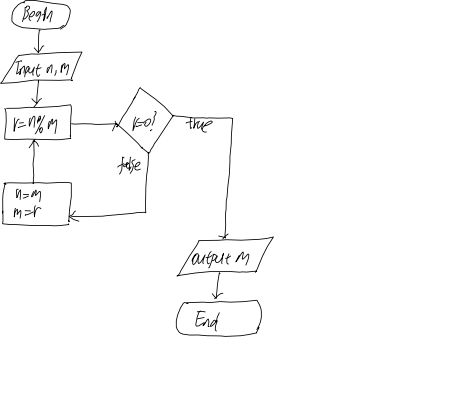 Begin
Input n, m
r=n% m
r=0?
true
false
n=m
m=r
output m
End